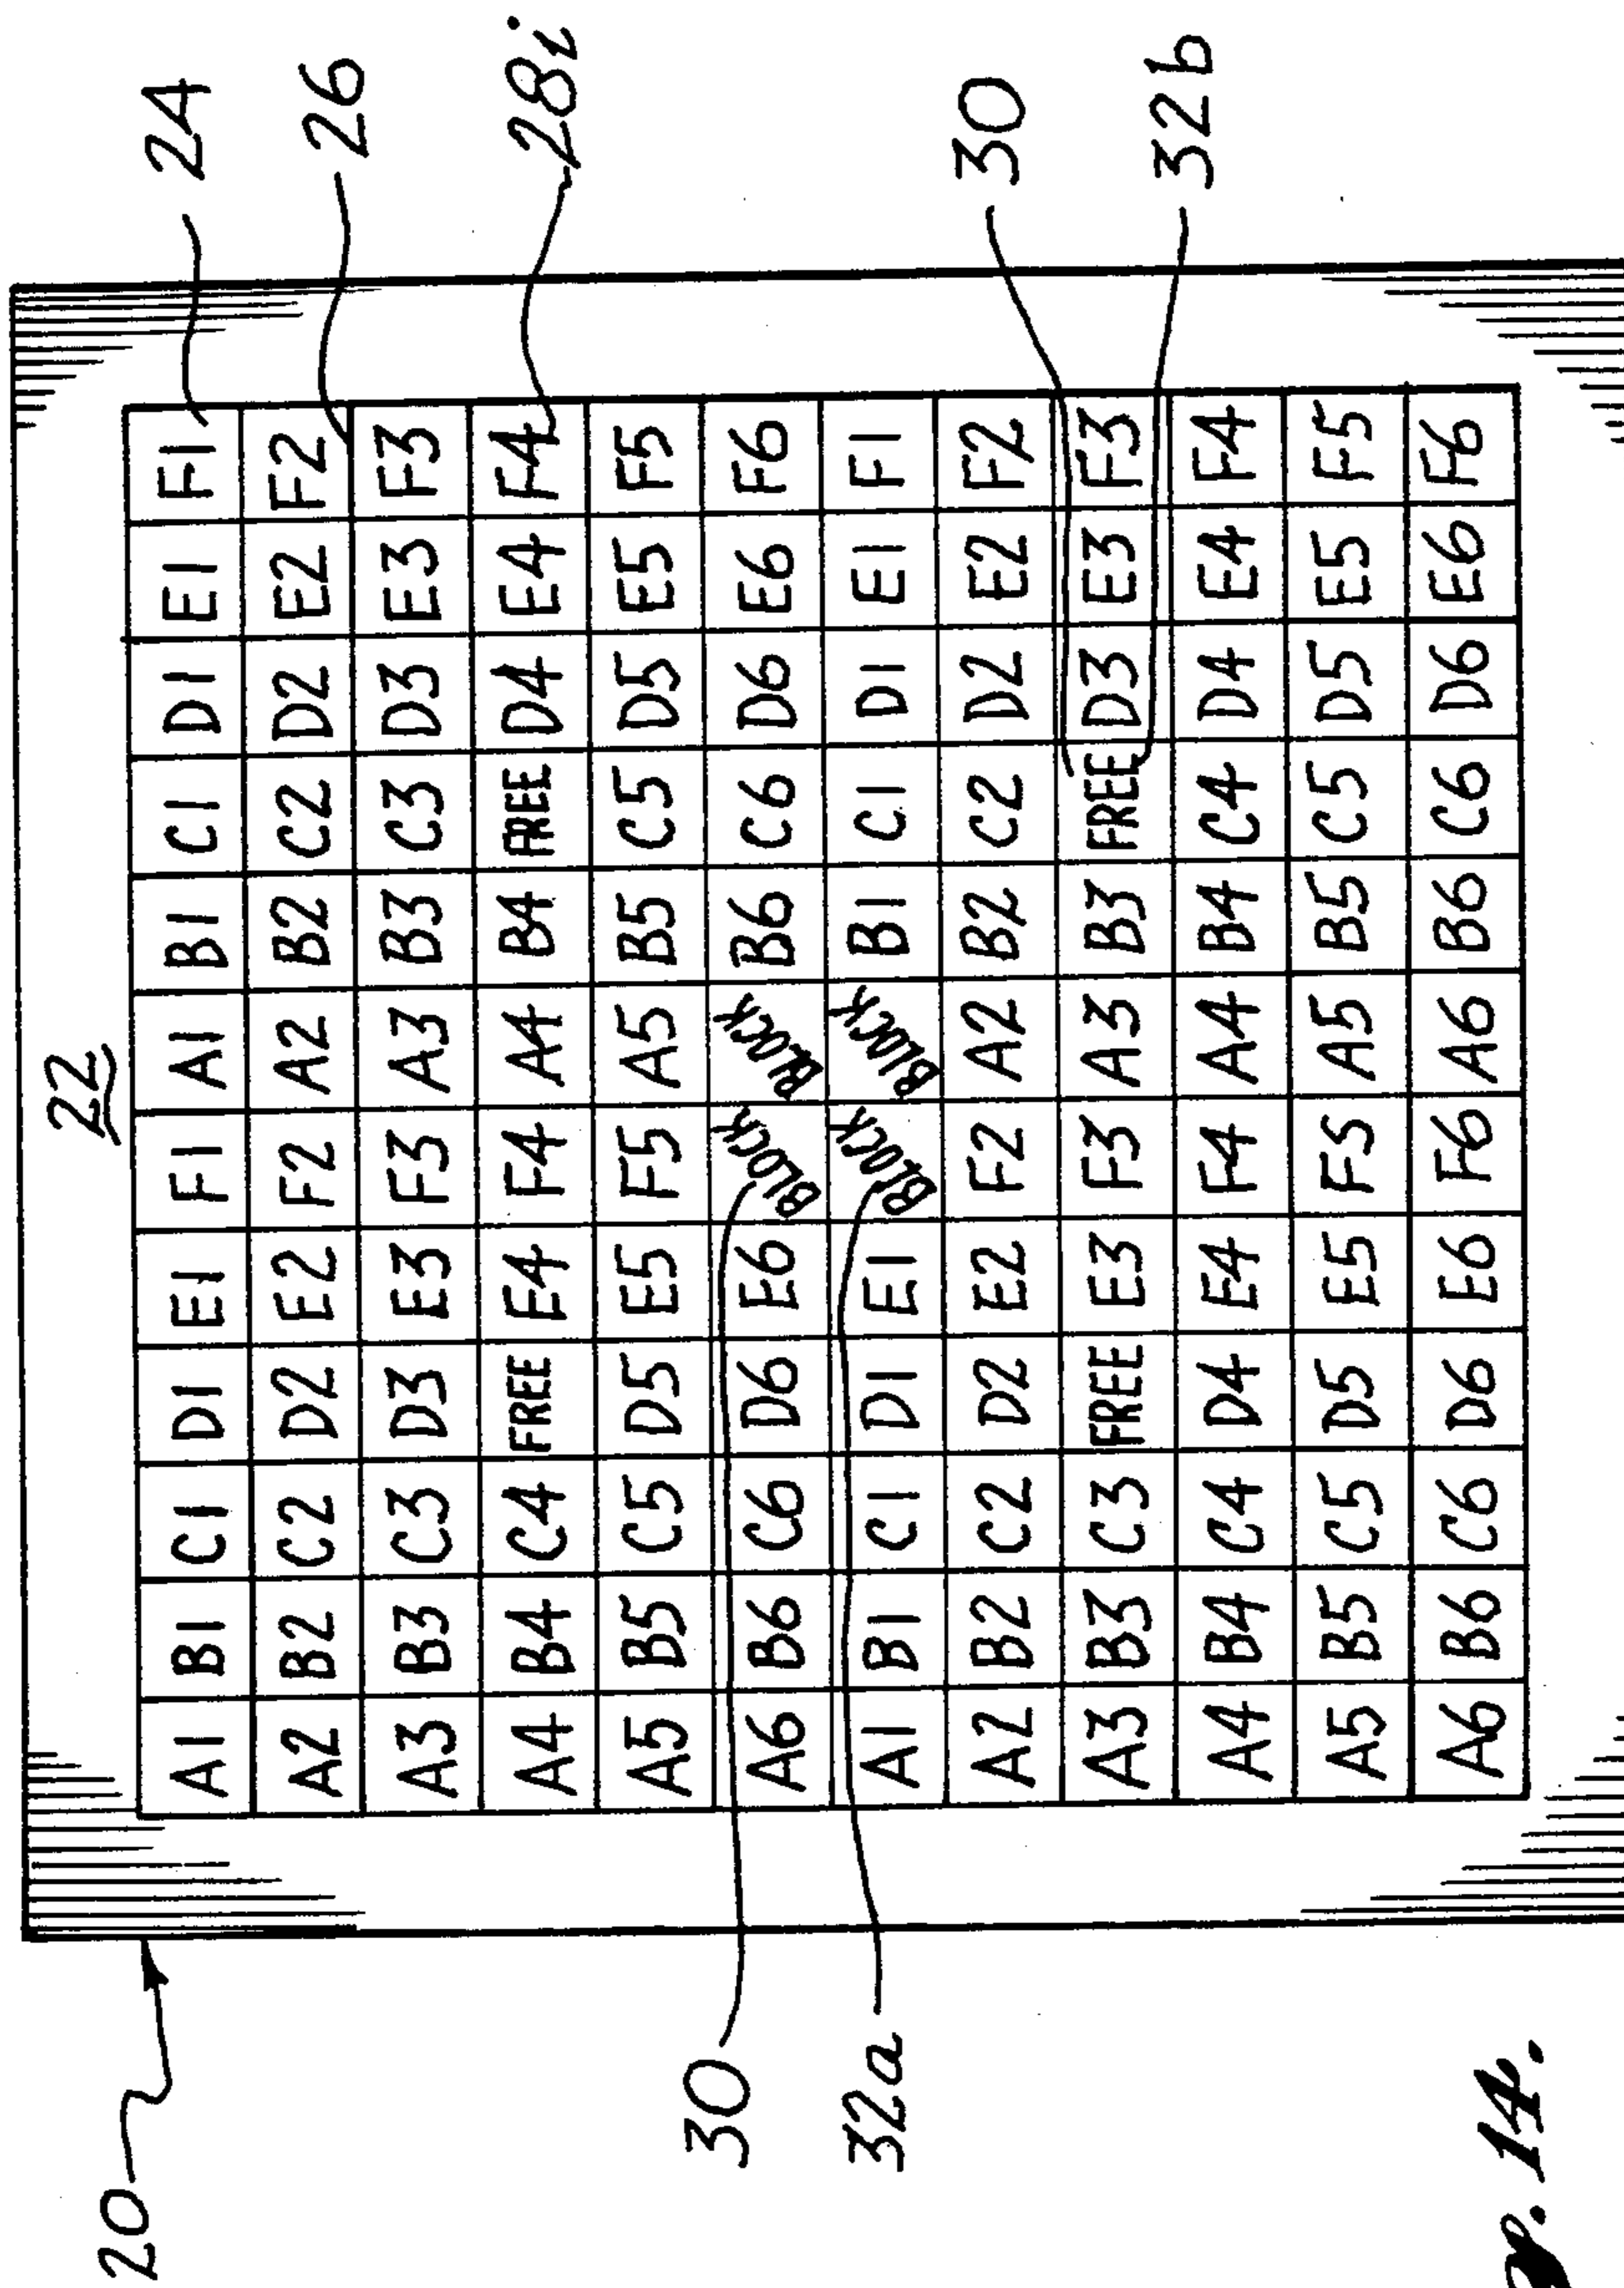 22
20 A1 B1 C1 D1 E1 F1 A1 B1 C1 D1 E1 F1 24
A2 B2 C2 D2 E2 F2 A2 B2 C2 D2 E2 F2
A3 B3 C3 D3 E3 F3 A3 B3 C3 D3 E3 F3 26
A4 B4 C4 FREE E4 F4 A4 B4 FREE D4 E4 F4 28i
A5 B5 C5 D5 E5 F5 A5 B5 C5 D5 E5 F5
30 A6 B6 C6 D6 E6 BLOCK BLOCK B6 C6 D6 E6 F6
32a A1 B1 C1 D1 E1 BLOCK BLOCK B1 C1 D1 E1 F1
A2 B2 C2 D2 E2 F2 A2 B2 C2 D2 E2 F2 30
A3 B3 C3 FREE E3 F3 A3 B3 FREE D3 E3 F3
A4 B4 C4 D4 E4 F4 A4 B4 C4 D4 E4 F4 32b
A5 B5 C5 D5 E5 F5 A5 B5 C5 D5 E5 F5
A6 B6 C6 D6 E6 F6 A6 B6 C6 D6 E6 F6
14.